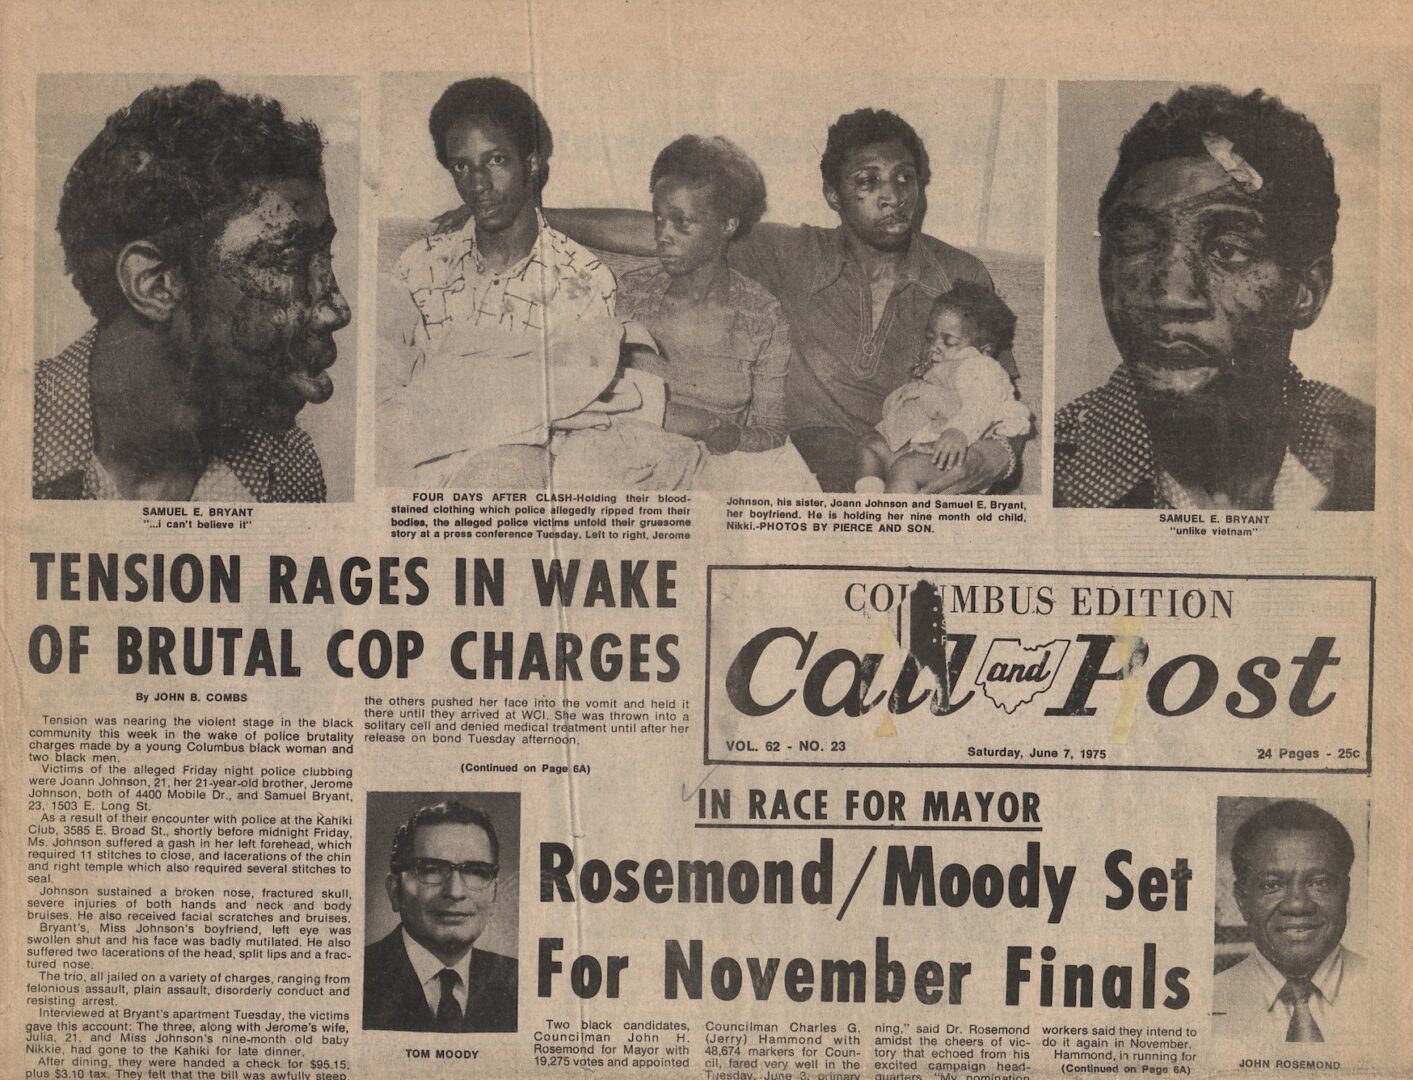 SAMUEL E. BRYANT
"...i can't believe it"
FOUR DAYS AFTER CLASH-Holding their blood-
stained clothing which police allegedly ripped from their
bodies, the alleged police victims unfold their gruesome
story at a press conference Tuesday. Left to right, Jerome
Johnson, his sister, Joann Johnson and Samuel E. Bryant,
her boyfriend. He is holding her nine month old child,
Nikki.-PHOTOS BY PIERCE AND SON.
SAMUEL E. BRYANT
"unlike vietnam"
TENSION RAGES IN WAKE
OF BRUTAL COP CHARGES
By JOHN B. COMBS
Tension was nearing the violent stage in the black
community this week in the wake of police brutality
charges made by a young Columbus black woman and
two black men.
Victims of the alleged Friday night police clubbing
were Joann Johnson, 21, her 21-year-old brother, Jerome
Johnson, both of 4400 Mobile Dr., and Samuel Bryant,
23, 1503 E. Long St.
As a result of their encounter with police at the Kahiki
Club, 3585 E. Broad St., shortly before midnight Friday,
Ms. Johnson suffered a gash in her left forehead, which
required 11 stitches to close, and lacerations of the chin
and right temple which also required several stitches to
seal.
Johnson sustained a broken nose, fractured skull,
severe injuries of both hands and neck and body
bruises. He also received facial scratches and bruises.
Bryant's, Miss Johnson's boyfriend, left eye was
swollen shut and his face was badly mutilated. He also
suffered two lacerations of the head, split lips and a frac-
tured nose.
The trio, all jailed on a variety of charges, ranging from
felonious assault, plain assault, disorderly conduct and
resisting arrest.
Interviewed at Bryant's apartment Tuesday, the victims
gave this account: The three, along with Jerome's wife,
Julia, 21, and Miss Johnson's nine-month old baby
Nikkie, had gone to the Kahiki for late dinner.
After dining, they were handed a check for $95.15,
plus $3.10 tax. They felt that the bill was awfully steep
the others pushed her face into the vomit and held it
there until they arrived at WCI. She was thrown into a
solitary cell and denied medical treatment until after her
release on bond Tuesday afternoon.
(Continued on Page 6A)
COLUMBUS EDITION
Call and Post
VOL. 62 - NO. 23
Saturday, June 7, 1975
24 Pages - 25c
IN RACE FOR MAYOR
Rosemond/Moody Set
For November Finals
TOM MOODY
Two black candidates,
Councilman John H.
Rosemond for Mayor with
19,275 votes and appointed
Councilman Charles G.
(Jerry) Hammond with
48,674 markers for Coun-
cil, fared very well in the
Tuesday, June 3, primary
ning," said Dr. Rosemond
amidst the cheers of vic-
tory that echoed from his
excited campaign head-
quarters. "My nomination
workers said they intend to
do it again in November.
Hammond, in running for
(Continued on Page 6A)
JOHN ROSEMOND